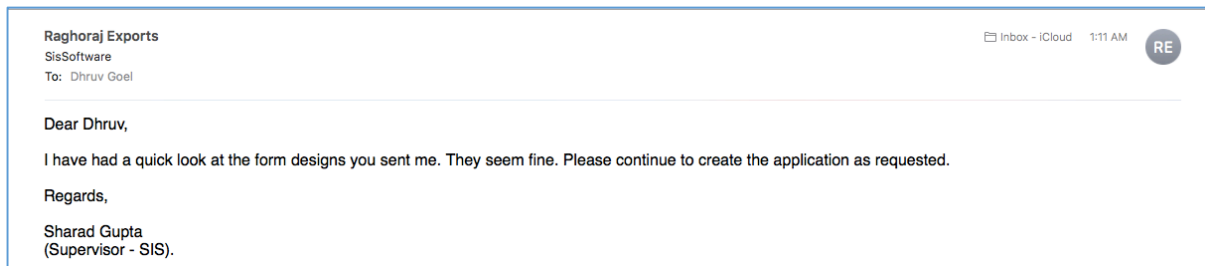 Raghoraj Exports
Inbox - iCloud 1:11 AM
RE
SisSoftware
To: Dhruv Goel
Dear Dhruv,
I have had a quick look at the form designs you sent me. They seem fine. Please continue to create the application as requested.
Regards,
Sharad Gupta
(Supervisor - SIS).